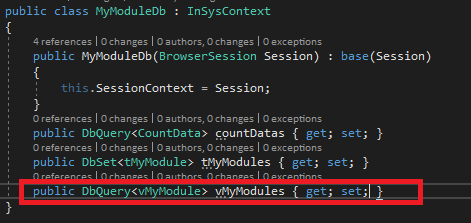 public class MyModuleDb : InSysContext
{
4 references | 0 changes | 0 authors, 0 changes | 0 exceptions
public MyModuleDb(BrowserSession Session) : base(Session)
{
this.SessionContext = Session;
}
0 references | 0 changes | 0 authors, 0 changes | 0 exceptions
public DbQuery<CountData> countDatas { get; set; }
0 references | 0 changes | 0 authors, 0 changes | 0 exceptions
public DbSet<tMyModule> tMyModules { get; set; }
0 references | 0 changes | 0 authors, 0 changes | 0 exceptions
public DbQuery<vMyModule> vMyModules { get; set; }
}